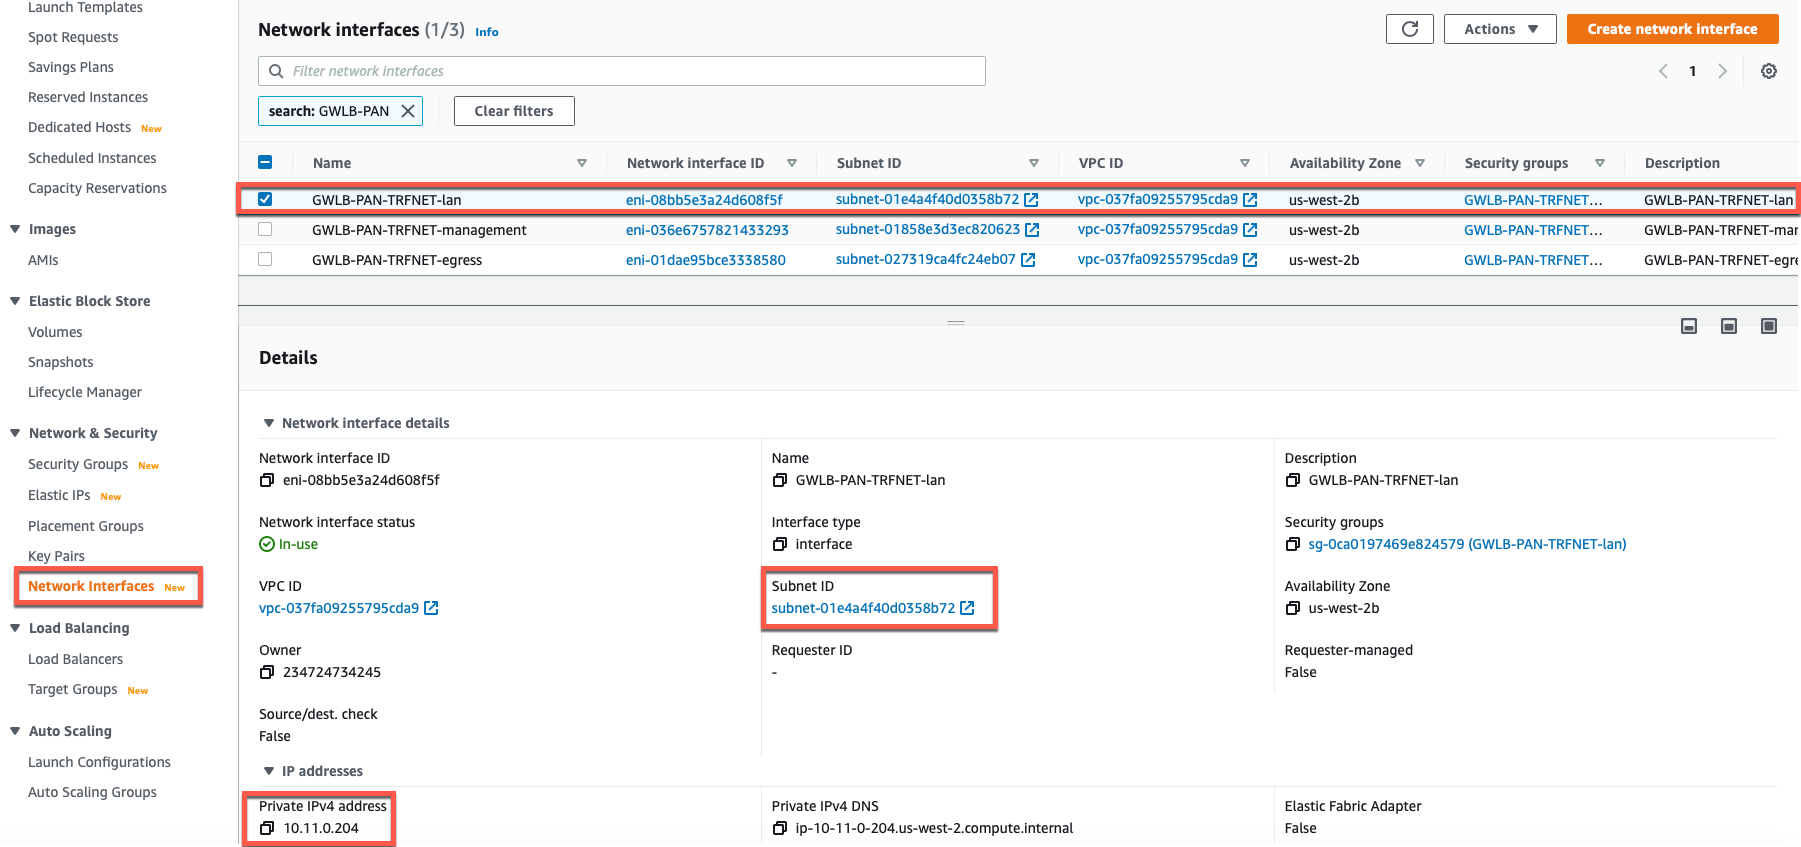 Launch Templates
Spot Requests
Savings Plans
Reserved Instances
Dedicated Hosts New
Scheduled Instances
Capacity Reservations
Images
AMIs
Elastic Block Store
Volumes
Snapshots
Lifecycle Manager
Network & Security
Security Groups New
Elastic IPs New
Placement Groups
Key Pairs
Network Interfaces New
Load Balancing
Load Balancers
Target Groups New
Auto Scaling
Launch Configurations
Auto Scaling Groups
Network interfaces (1/3) Info
Actions
Create network interface
Filter network interfaces
1
search: GWLB-PAN
Clear filters
Name Network interface ID Subnet ID VPC ID Availability Zone Security groups Description
GWLB-PAN-TRFNET-lan eni-08bb5e3a24d608f5f subnet-01e4a4f40d0358b72 vpc-037fa09255795cda9 us-west-2b GWLB-PAN-TRFNET... GWLB-PAN-TRFNET-lan
GWLB-PAN-TRFNET-management eni-036e6757821433293 subnet-01858e3d3ec820623 vpc-037fa09255795cda9 us-west-2b GWLB-PAN-TRFNET... GWLB-PAN-TRFNET-mar
GWLB-PAN-TRFNET-egress eni-01dae95bce3338580 subnet-027319ca4fc24eb07 vpc-037fa09255795cda9 us-west-2b GWLB-PAN-TRFNET... GWLB-PAN-TRFNET-egre
Details
Network interface details
Network interface ID Name Description
eni-08bb5e3a24d608f5f GWLB-PAN-TRFNET-lan GWLB-PAN-TRFNET-lan
Network interface status Interface type Security groups
In-use interface sg-0ca0197469e824579 (GWLB-PAN-TRFNET-lan)
VPC ID Subnet ID Availability Zone
vpc-037fa09255795cda9 subnet-01e4a4f40d0358b72 us-west-2b
Owner Requester ID Requester-managed
234724734245 - False
Source/dest. check
False
IP addresses
Private IPv4 address Private IPv4 DNS Elastic Fabric Adapter
10.11.0.204 ip-10-11-0-204.us-west-2.compute.internal False